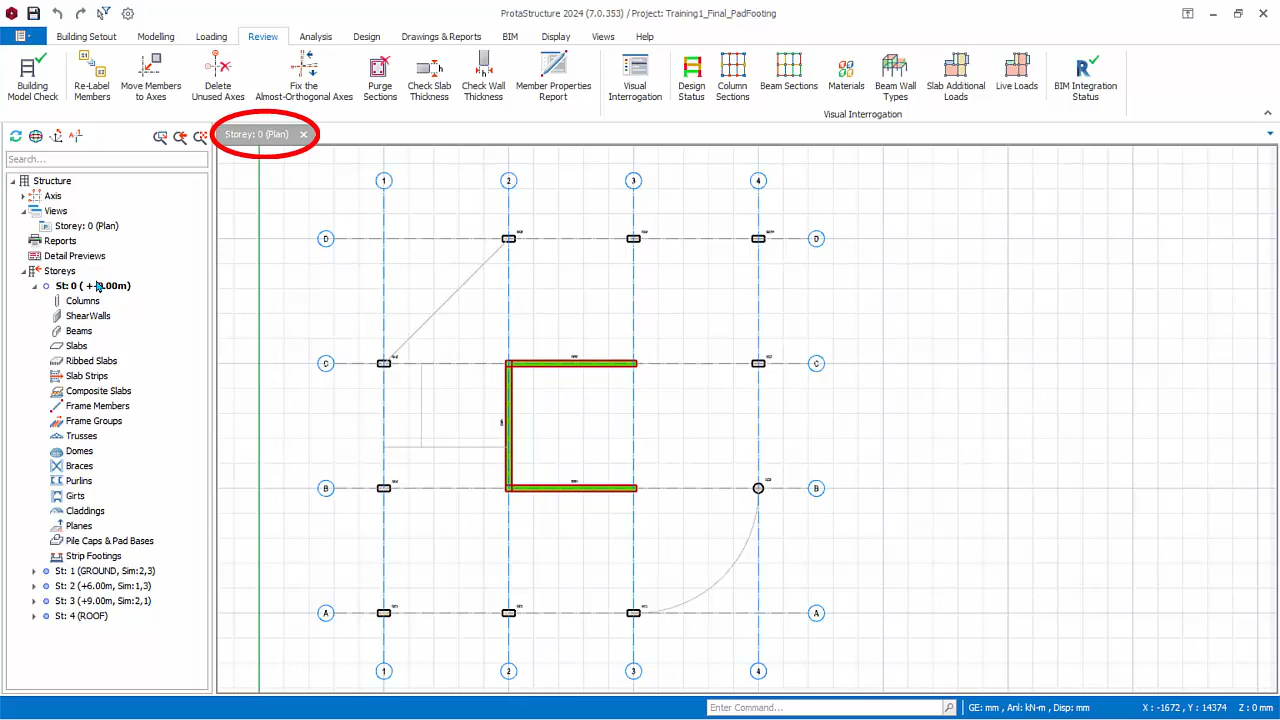 ProtaStructure 2024 (7.0.353) / Project: Training1_Final_PadFooting
Building Setout Modelling Loading Review Analysis Design Drawings & Reports BIM Display Views Help
Building Model Check
Re-Label Members
Move Members to Axes
Delete Unused Axes
Fix the Almost-Orthogonal Axes
Purge Sections
Check Slab Thickness
Check Wall Thickness
Member Properties Report
Visual Interrogation
Design Status
Column Sections
Beam Sections
Materials
Beam Wall Types
Slab Additional Loads
Live Loads
BIM Integration Status
Visual Interrogation
Storey: 0 (Plan)
Search...
Structure
Axis
Views
Storey: 0 (Plan)
Reports
Detail Previews
Storeys
St: 0 ( +0.00m)
Columns
ShearWalls
Beams
Slabs
Ribbed Slabs
Slab Strips
Composite Slabs
Frame Members
Frame Groups
Trusses
Domes
Braces
Purlins
Girts
Claddings
Planes
Pile Caps & Pad Bases
Strip Footings
St: 1 (GROUND, Sim:2,3)
St: 2 (+6.00m, Sim:1,3)
St: 3 (+9.00m, Sim:2,1)
St: 4 (ROOF)
1 2 3 4
D D
C C
B B
A A
1 2 3 4
Enter Command...
GE: mm , Anl: kN-m , Disp: mm
X : -1672 , Y : 14374
Z : 0 mm